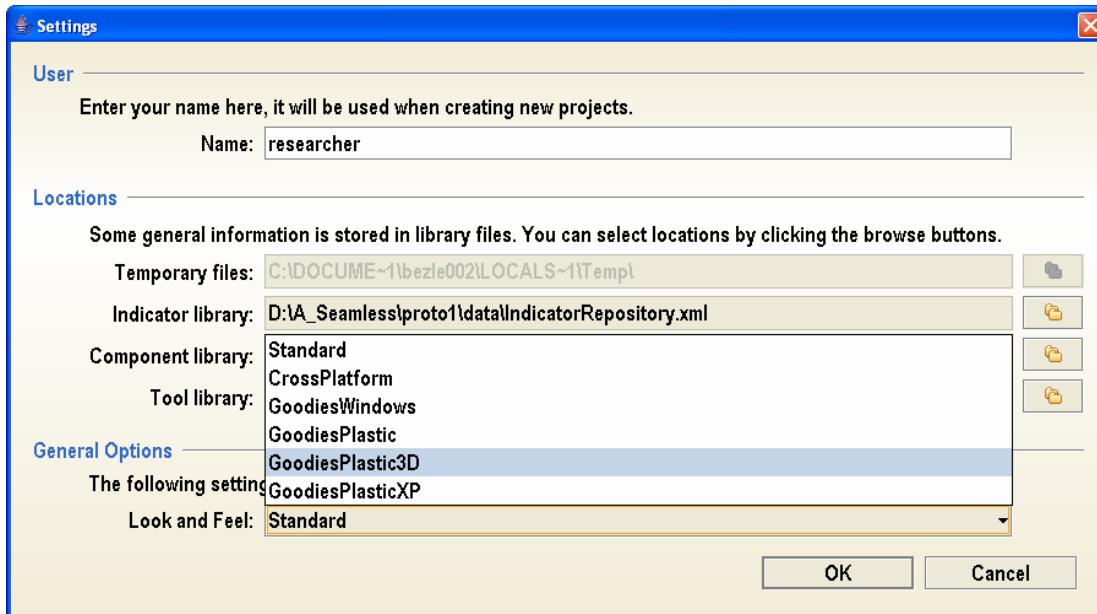 Settings
User
Enter your name here, it will be used when creating new projects.
Name: researcher
Locations
Some general information is stored in library files. You can select locations by clicking the browse buttons.
Temporary files: C:\DOCUME~1\bezle002\LOCALS~1\Temp\
Indicator library: D:\A_Seamless\proto1\data\IndicatorRepository.xml
Component library:
Standard
CrossPlatform
Tool library:
GoodiesWindows
GoodiesPlastic
General Options
GoodiesPlastic3D
The following setting
GoodiesPlasticXP
Look and Feel: Standard
OK Cancel